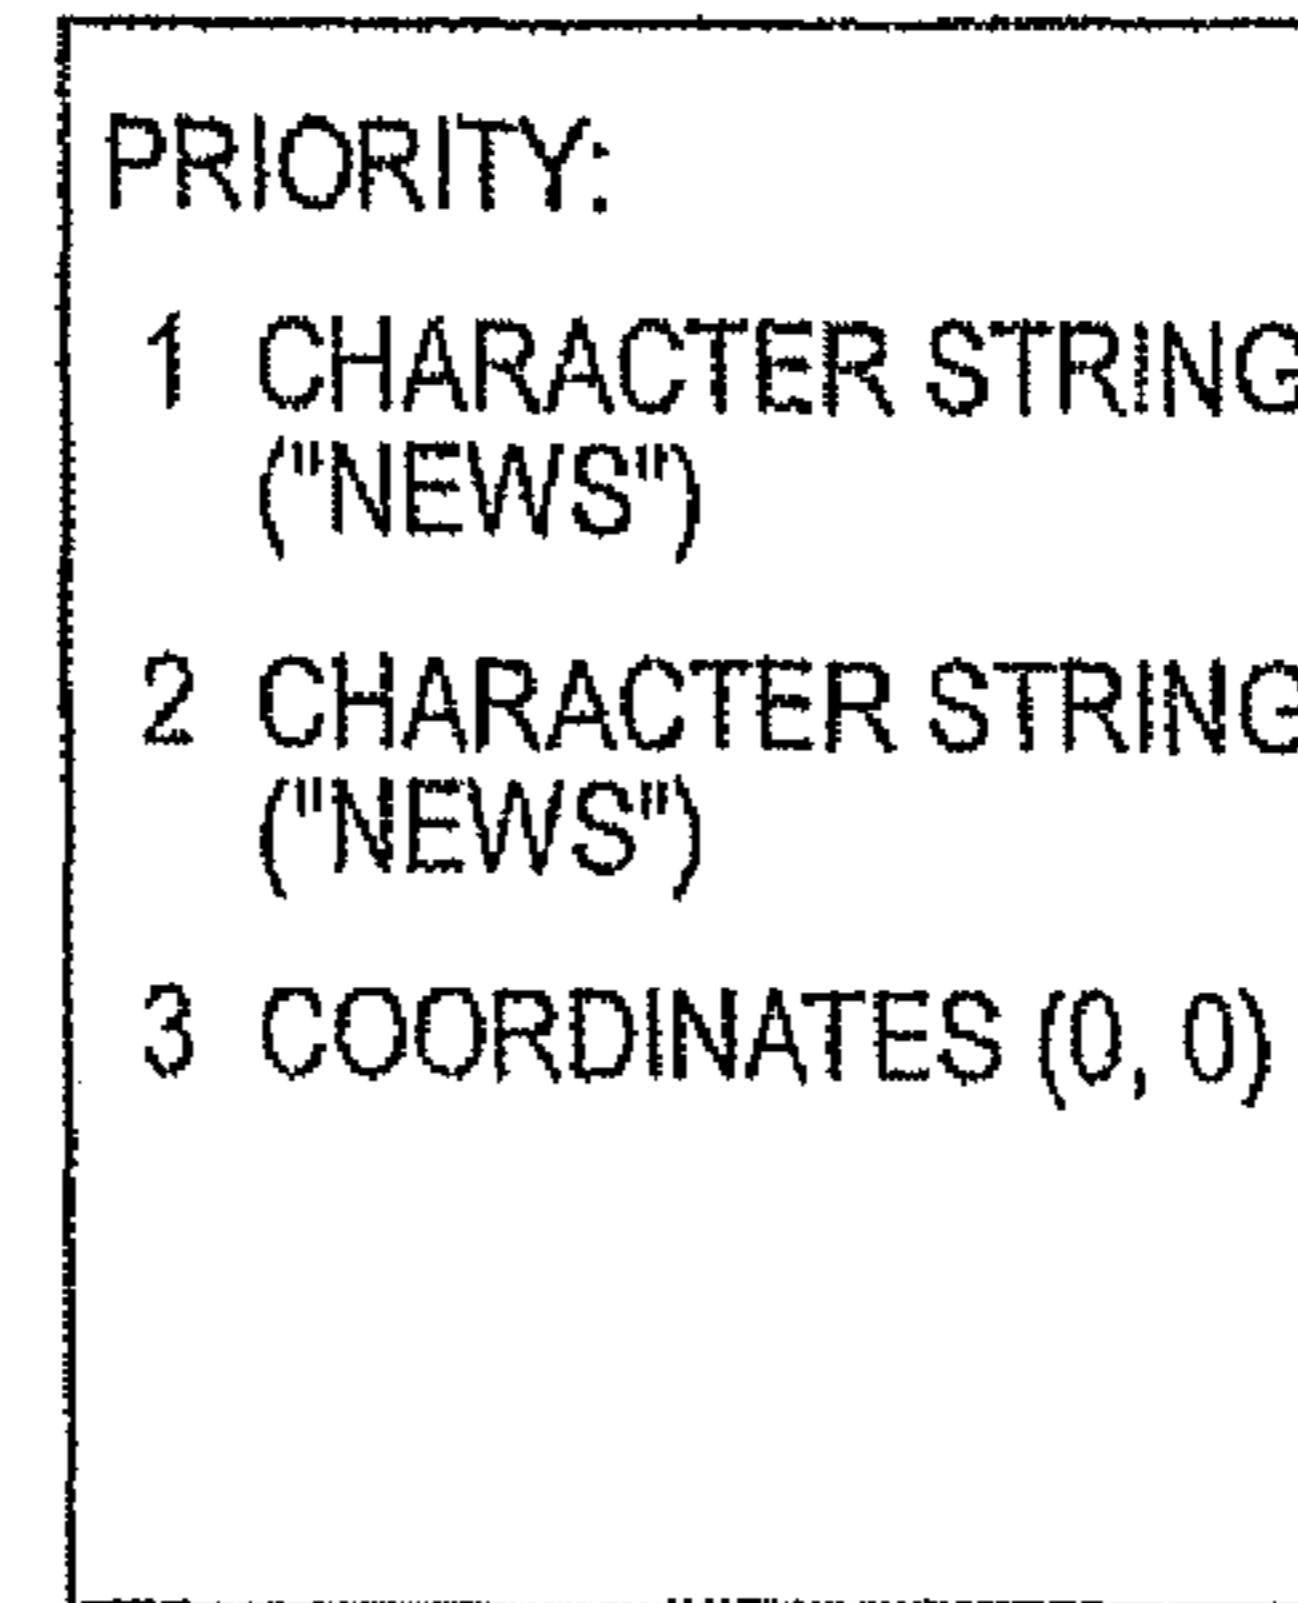 PRIORITY:
1 CHARACTER STRING
("NEWS")
2 CHARACTER STRING
("NEWS")
3 COORDINATES (0, 0)